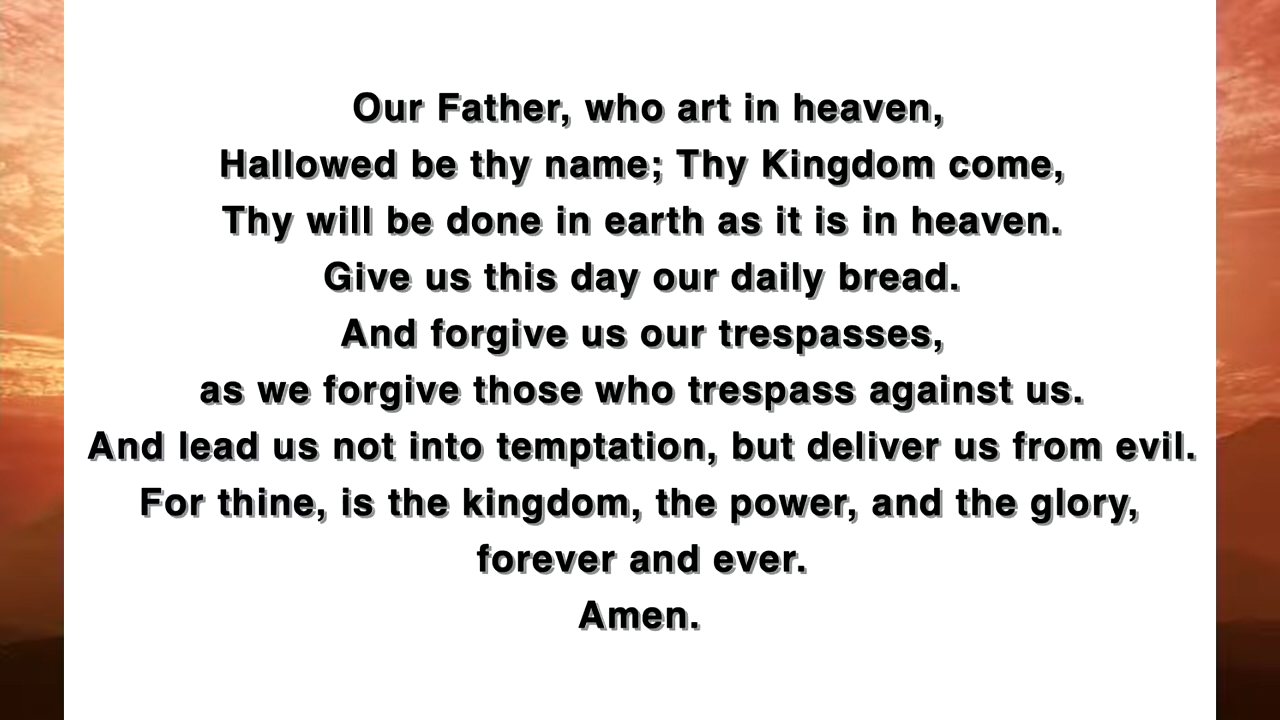 Our Father, who art in heaven,
Hallowed be thy name; Thy Kingdom come,
Thy will be done in earth as it is in heaven.
Give us this day our daily bread.
And forgive us our trespasses,
as we forgive those who trespass against us.
And lead us not into temptation, but deliver us from evil.
For thine, is the kingdom, the power, and the glory,
forever and ever.
Amen.